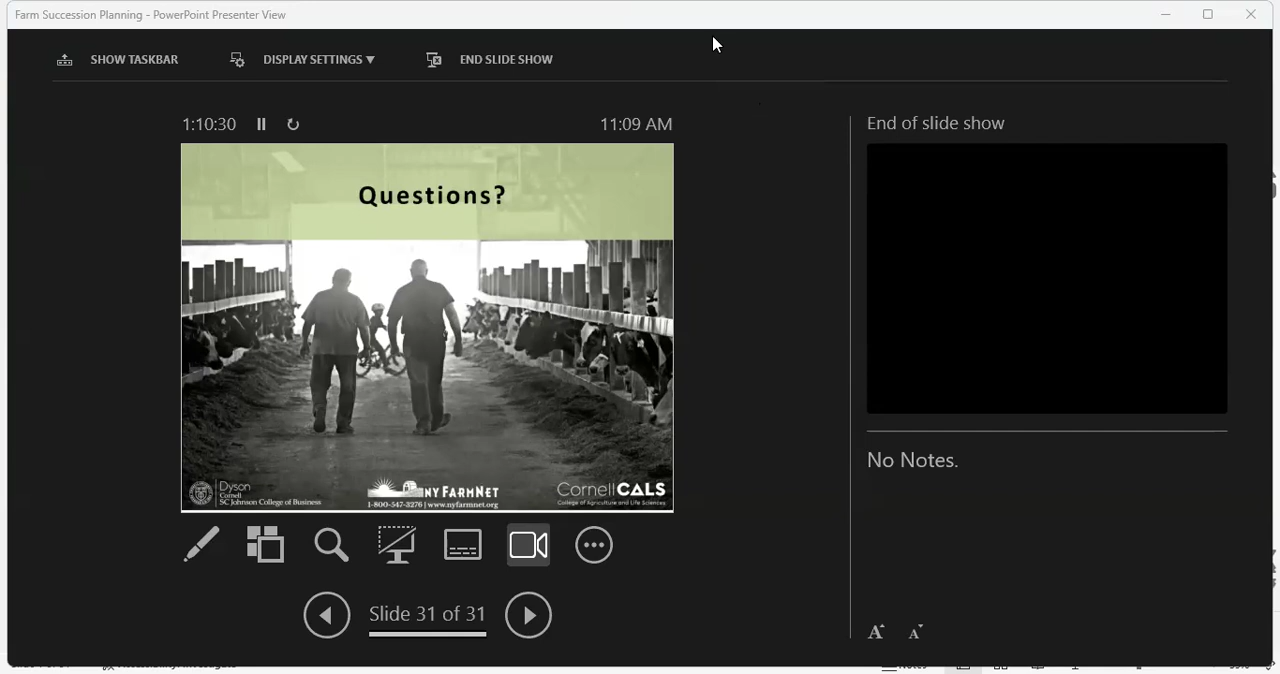 Farm Succession Planning - PowerPoint Presenter View
SHOW TASKBAR
DISPLAY SETTINGS ▼
END SLIDE SHOW
1:10:30
11:09 AM
Questions?
Dyson
Cornell
SC Johnson College of Business
NY FARMNET
1-800-547-3276 | www.nyfarmnet.org
CornellCALS
College of Agriculture and Life Sciences
Slide 31 of 31
End of slide show
No Notes.
A A
Notes